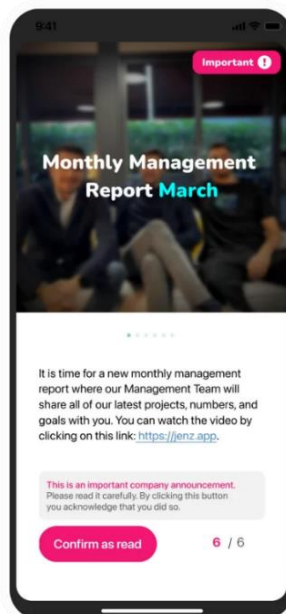 9:41
Important !
Monthly Management
Report March
It is time for a new monthly management
report where our Management Team will
share all of our latest projects, numbers, and
goals with you. You can watch the video by
clicking on this link: https://jenz.app.
This is an important company announcement.
Please read it carefully. By clicking this button
you acknowledge that you did so.
Confirm as read
6 / 6